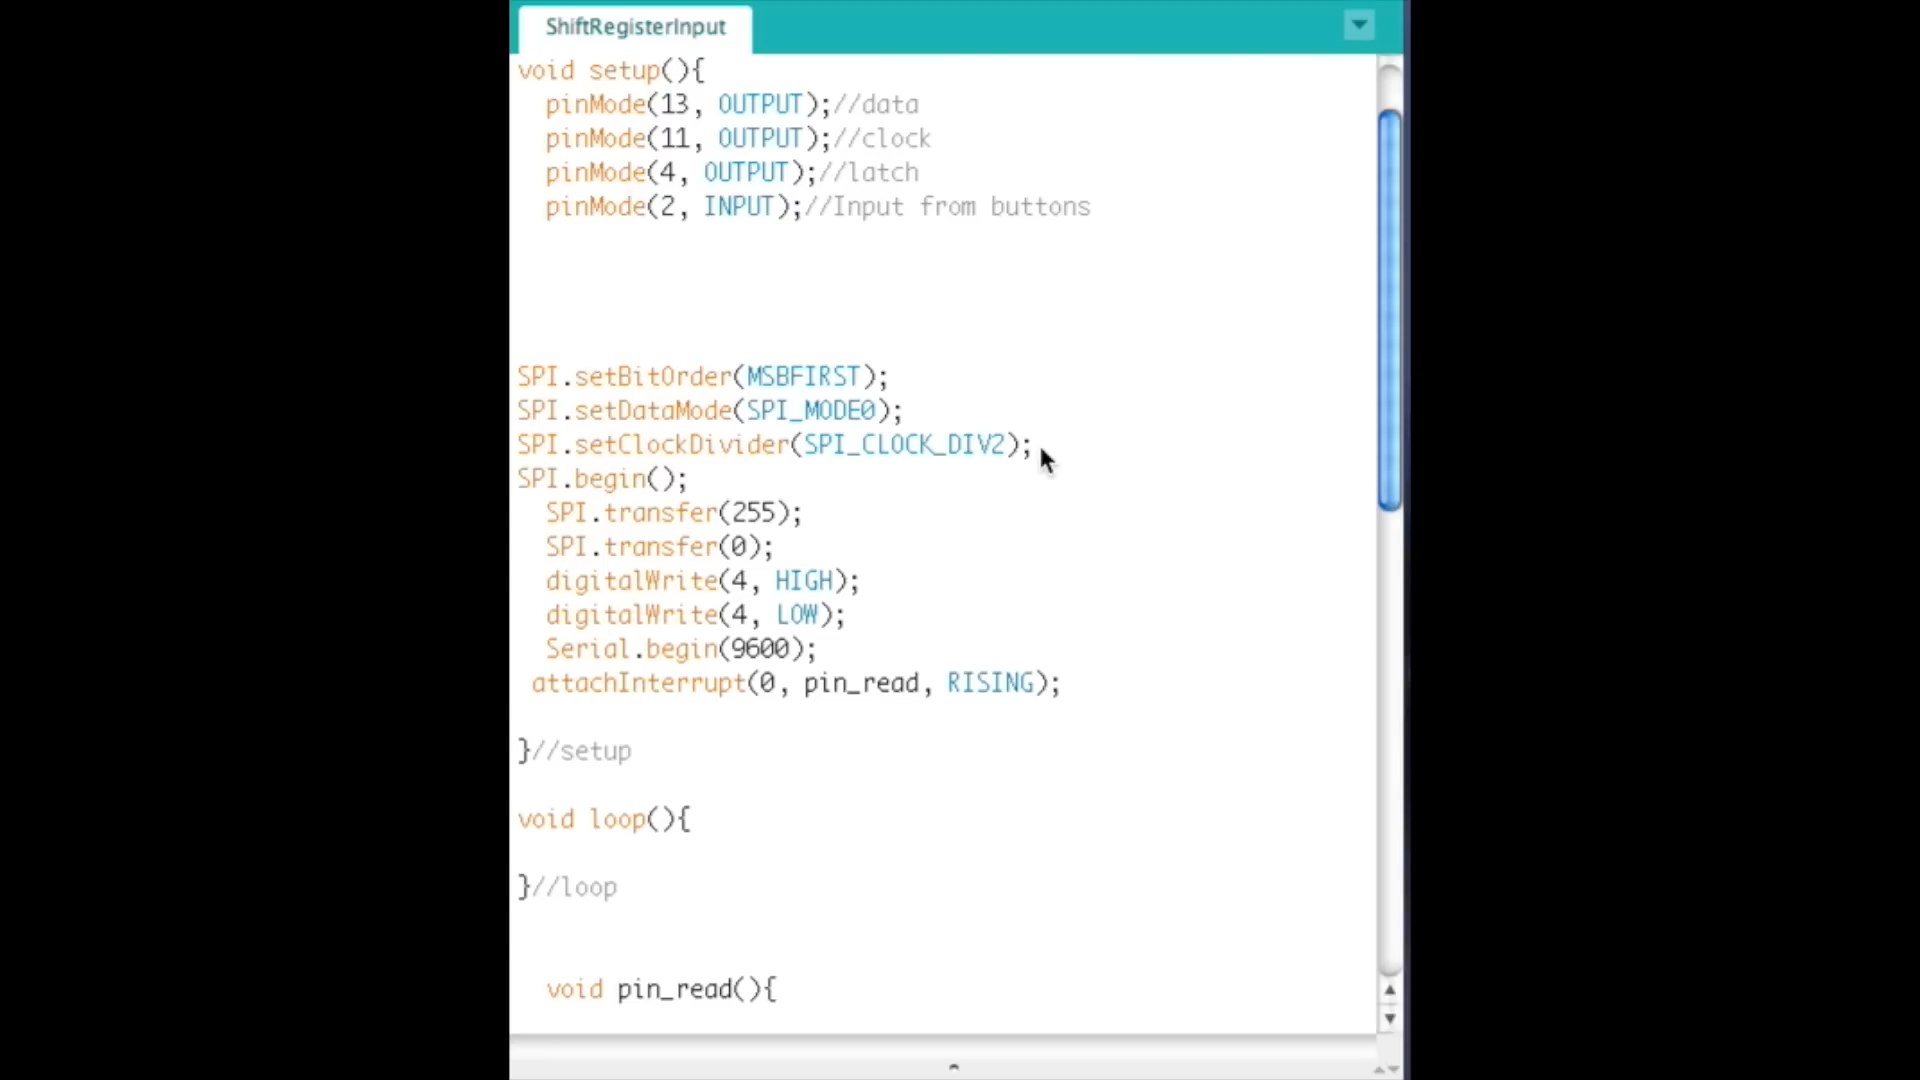 ShiftRegisterInput
void setup(){
pinMode(13, OUTPUT);//data
pinMode(11, OUTPUT);//clock
pinMode(4, OUTPUT);//latch
pinMode(2, INPUT);//Input from buttons
SPI.setBitOrder(MSBFIRST);
SPI.setDataMode(SPI_MODE0);
SPI.setClockDivider(SPI_CLOCK_DIV2);
SPI.begin();
SPI.transfer(255);
SPI.transfer(0);
digitalWrite(4, HIGH);
digitalWrite(4, LOW);
Serial.begin(9600);
attachInterrupt(0, pin_read, RISING);
}//setup
void loop(){
}//loop
void pin_read(){